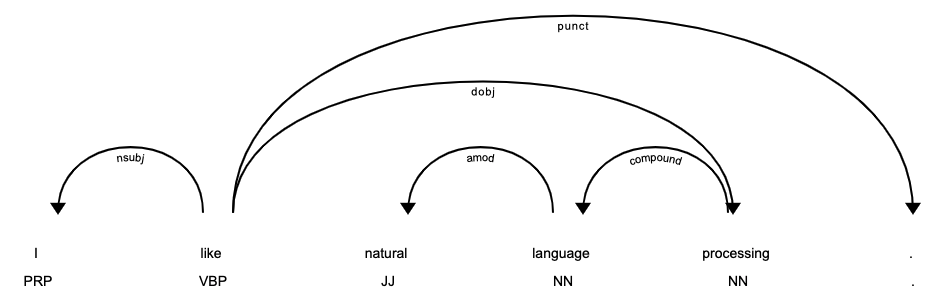 punct
dobj
nsubj amod compound
I like natural language processing .
PRP VBP JJ NN NN .